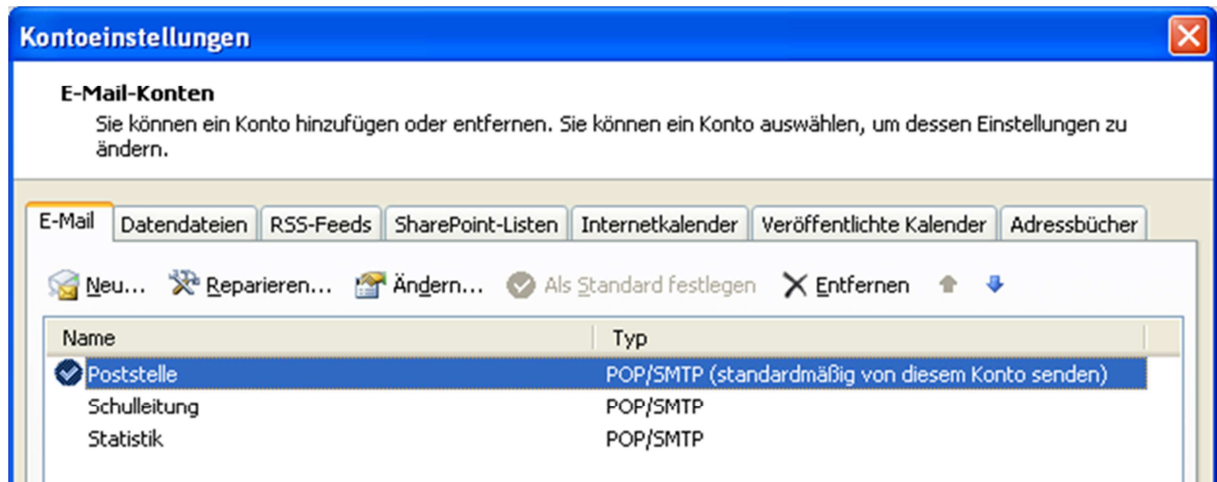 Kontoeinstellungen
E-Mail-Konten
Sie können ein Konto hinzufügen oder entfernen. Sie können ein Konto auswählen, um dessen Einstellungen zu
ändern.
E-Mail Datendateien RSS-Feeds SharePoint-Listen Internetkalender Veröffentlichte Kalender Adressbücher
Neu... Reparieren... Ändern... Als Standard festlegen Entfernen
Name Typ
Poststelle POP/SMTP (standardmäßig von diesem Konto senden)
Schulleitung POP/SMTP
Statistik POP/SMTP